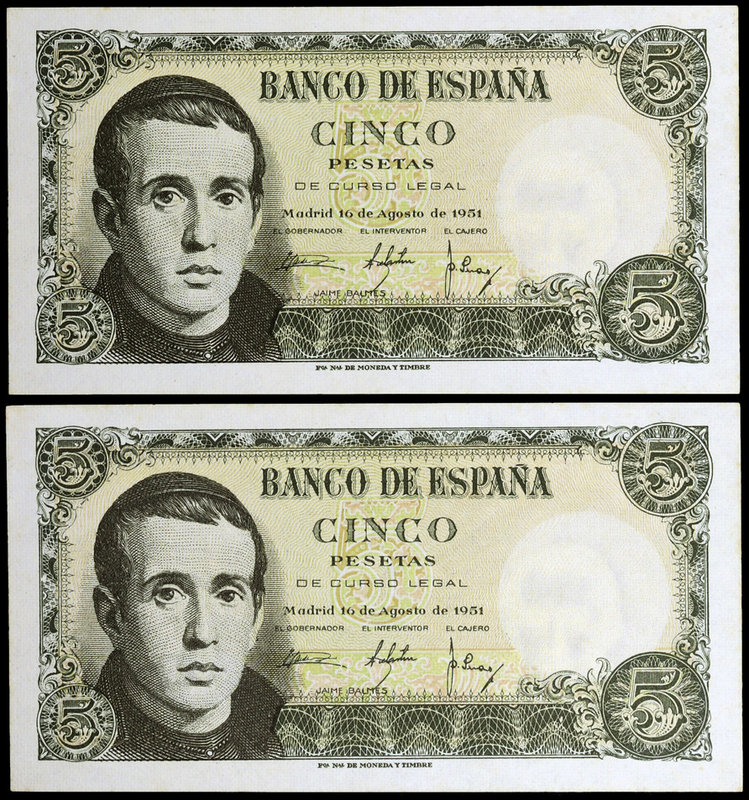 5
5
BANCO DE ESPAÑA
CINCO
PESETAS
DE CURSO LEGAL
Madrid 16 de Agosto de 1951
EL GOBERNADOR EL INTERVENTOR EL CAJERO
JAIME BALMES
5
5
Fca. Nal. DE MONEDA Y TIMBRE
5
5
BANCO DE ESPAÑA
CINCO
PESETAS
DE CURSO LEGAL
Madrid 16 de Agosto de 1951
EL GOBERNADOR EL INTERVENTOR EL CAJERO
JAIME BALMES
5
5
Fca. Nal. DE MONEDA Y TIMBRE